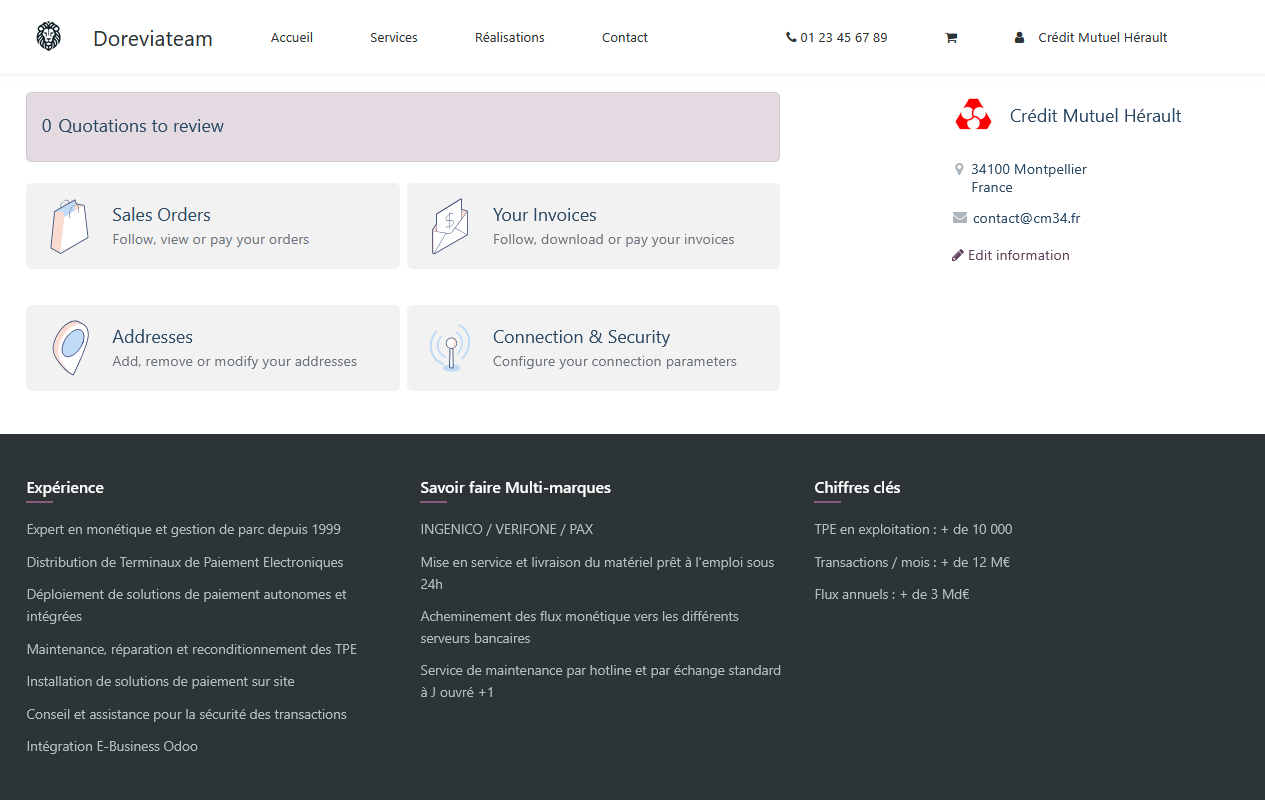 Doreviateam
Accueil
Services
Réalisations
Contact
01 23 45 67 89
Crédit Mutuel Hérault
0 Quotations to review
Sales Orders
Follow, view or pay your orders
Your Invoices
Follow, download or pay your invoices
Addresses
Add, remove or modify your addresses
Connection & Security
Configure your connection parameters
Crédit Mutuel Hérault
34100 Montpellier
France
contact@cm34.fr
Edit information
Expérience
Expert en monétique et gestion de parc depuis 1999
Distribution de Terminaux de Paiement Electroniques
Déploiement de solutions de paiement autonomes et
intégrées
Maintenance, réparation et reconditionnement des TPE
Installation de solutions de paiement sur site
Conseil et assistance pour la sécurité des transactions
Intégration E-Business Odoo
Savoir faire Multi-marques
INGENICO / VERIFONE / PAX
Mise en service et livraison du matériel prêt à l'emploi sous
24h
Acheminement des flux monétique vers les différents
serveurs bancaires
Service de maintenance par hotline et par échange standard
à J ouvré +1
Chiffres clés
TPE en exploitation : + de 10 000
Transactions / mois : + de 12 M€
Flux annuels : + de 3 Md€